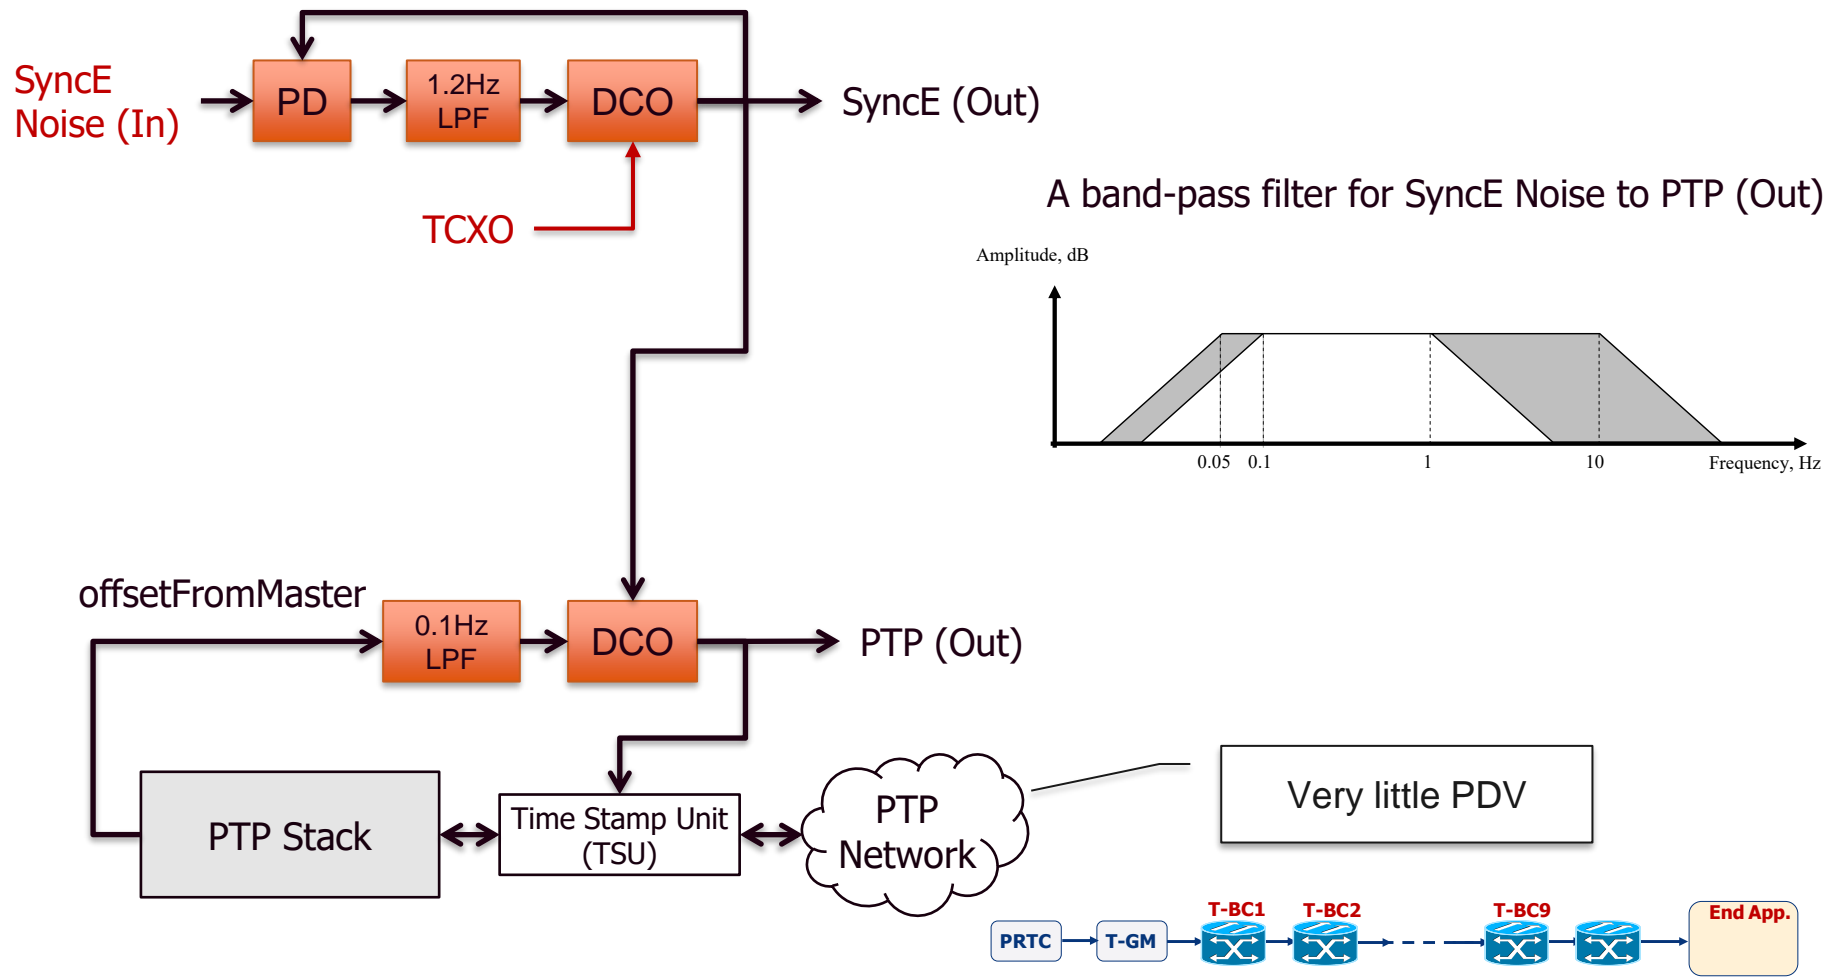 SyncE
Noise (In)
PD
1.2Hz
LPF
DCO
SyncE (Out)
TCXO
A band-pass filter for SyncE Noise to PTP (Out)
Amplitude, dB
0.05
0.1
1
10
Frequency, Hz
offsetFromMaster
0.1Hz
LPF
DCO
PTP (Out)
PTP Stack
Time Stamp Unit
(TSU)
PTP
Network
Very little PDV
PRTC
T-GM
T-BC1
T-BC2
T-BC9
End App.